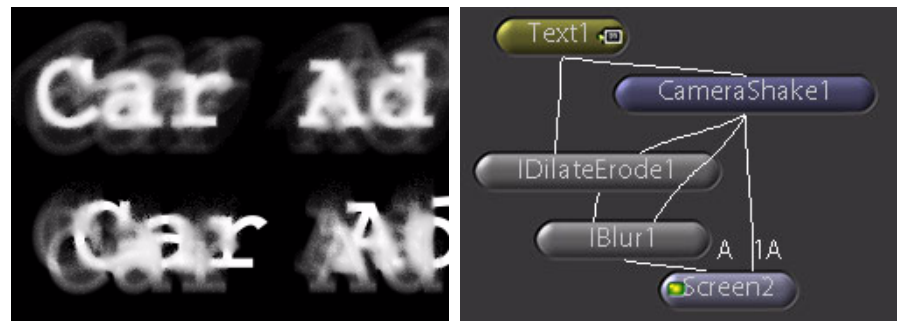 Car Ad
Car Ad
Text1
CameraShake1
IDilateErode1
IBlur1
A 1A
Screen2